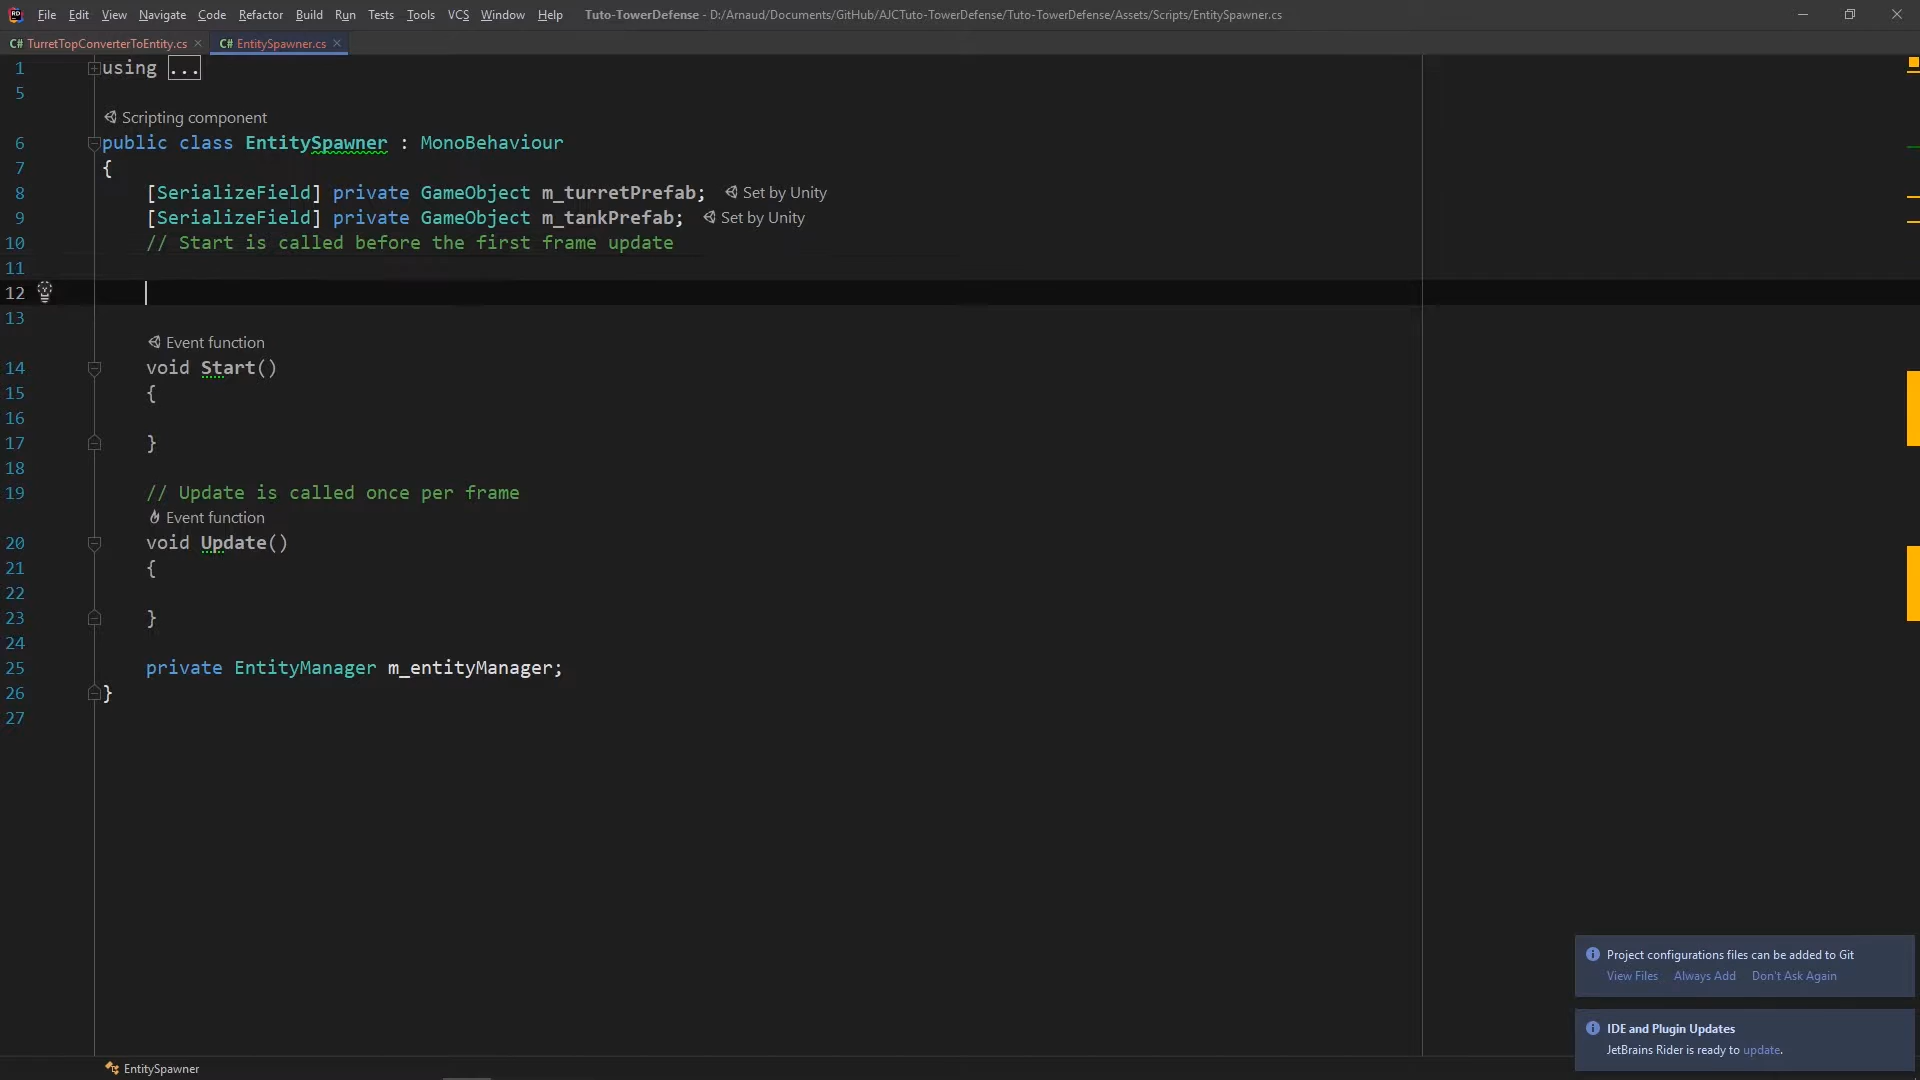 File Edit View Navigate Code Refactor Build Run Tests Tools VCS Window Help Tuto-TowerDefense - D:/Arnaud/Documents/GitHub/AJCTuto-TowerDefense/Tuto-TowerDefense/Assets/Scripts/EntitySpawner.cs
C# TurretTopConverterToEntity.cs C# EntitySpawner.cs
1 using ...
5
Scripting component
6 public class EntitySpawner : MonoBehaviour
7 {
8 [SerializeField] private GameObject m_turretPrefab; Set by Unity
9 [SerializeField] private GameObject m_tankPrefab; Set by Unity
10 // Start is called before the first frame update
11
12
13
Event function
14 void Start()
15 {
16
17 }
18
19 // Update is called once per frame
Event function
20 void Update()
21 {
22
23 }
24
25 private EntityManager m_entityManager;
26 }
27
Project configurations files can be added to Git
View Files Always Add Don't Ask Again
IDE and Plugin Updates
JetBrains Rider is ready to update.
EntitySpawner